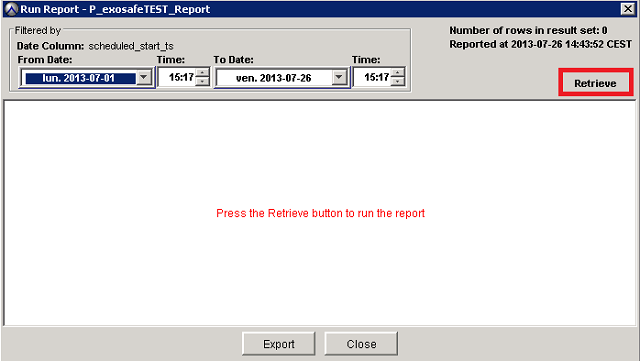 Run Report - P_exosafeTEST_Report
Filtered by
Date Column: scheduled_start_ts
From Date: Time: To Date: Time:
lun. 2013-07-01 15:17 ven. 2013-07-26 15:17
Number of rows in result set: 0
Reported at 2013-07-26 14:43:52 CEST
Retrieve
Press the Retrieve button to run the report
Export Close